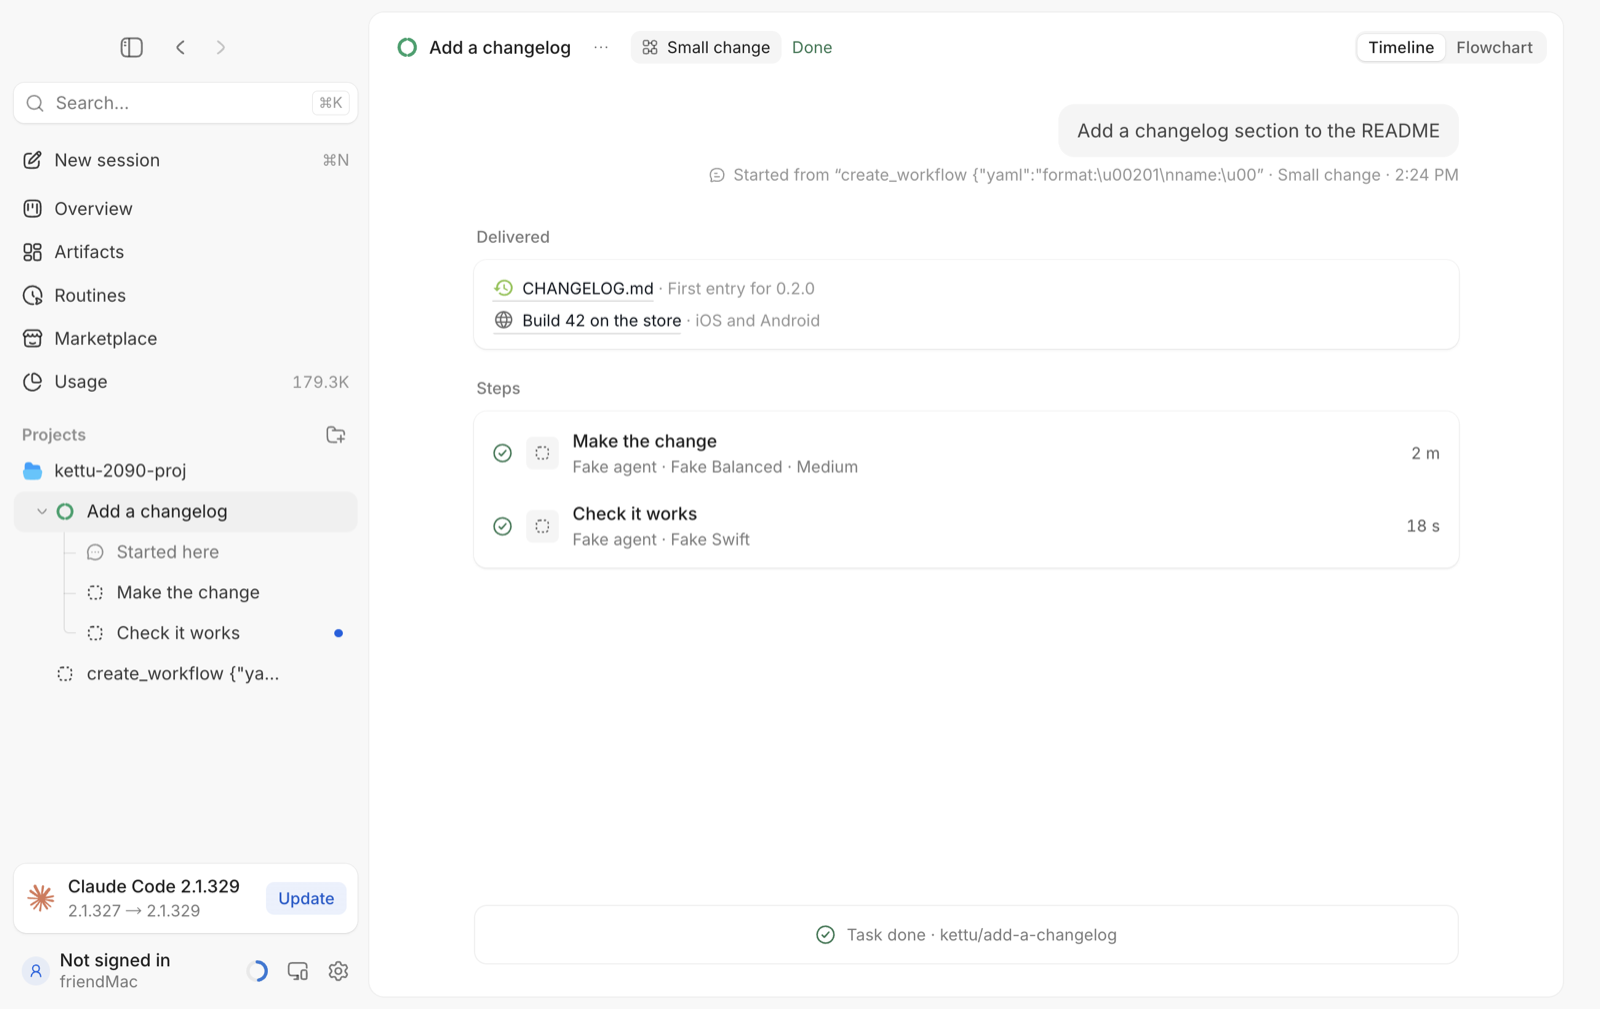 Add a changelog
···
Small change
Done
Timeline
Flowchart
Search...
⌘K
New session
⌘N
Overview
Artifacts
Routines
Marketplace
Usage
179.3K
Projects
kettu-2090-proj
Add a changelog
Started here
Make the change
Check it works
create_workflow {"ya...
Claude Code 2.1.329
2.1.327 → 2.1.329
Update
Not signed in
friendMac
Add a changelog section to the README
Started from “create_workflow {"yaml":"format:\u00201\nname:\u00” · Small change · 2:24 PM
Delivered
CHANGELOG.md · First entry for 0.2.0
Build 42 on the store · iOS and Android
Steps
Make the change
Fake agent · Fake Balanced · Medium
2 m
Check it works
Fake agent · Fake Swift
18 s
Task done · kettu/add-a-changelog